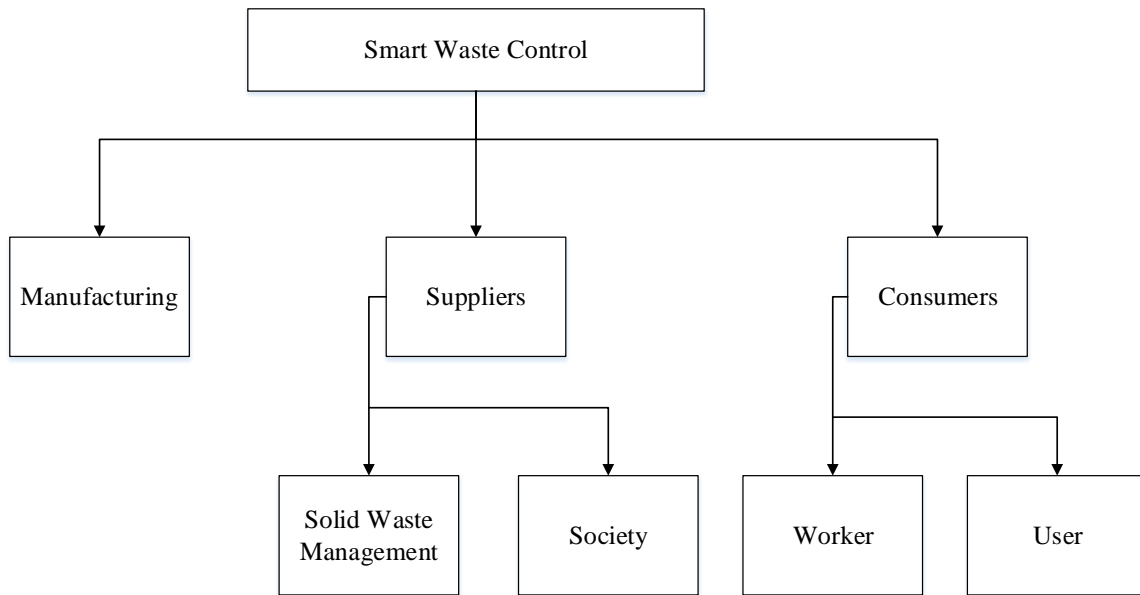 Smart Waste Control
Manufacturing
Suppliers
Consumers
Solid Waste
Management
Society
Worker
User